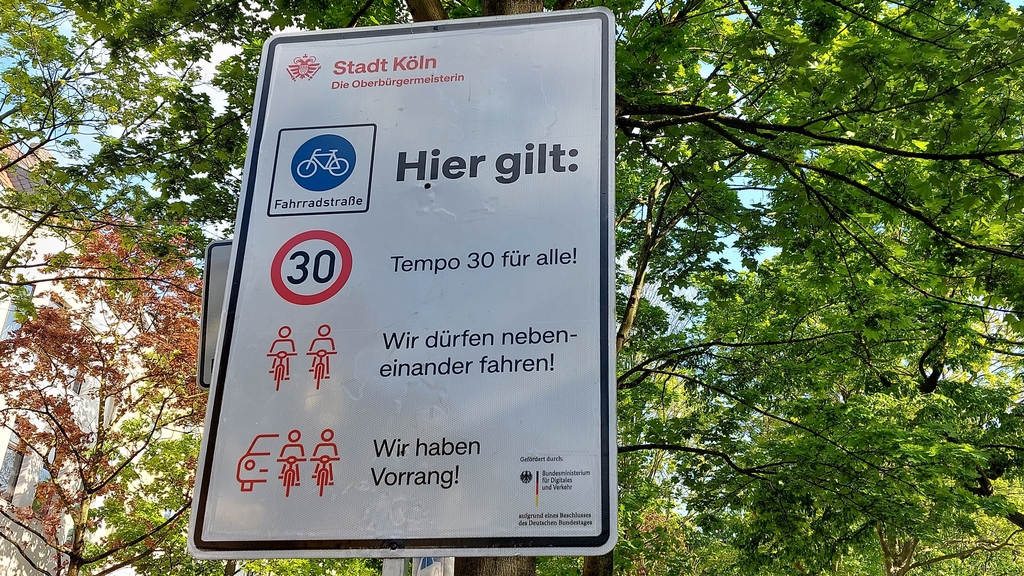 Stadt Köln
Die Oberbürgermeisterin
Hier gilt:
Fahrradstraße
30
Tempo 30 für alle!
Wir dürfen neben-
einander fahren!
Wir haben
Vorrang!
Gefördert durch:
Bundesministerium
für Digitales
und Verkehr
aufgrund eines Beschlusses
des Deutschen Bundestages